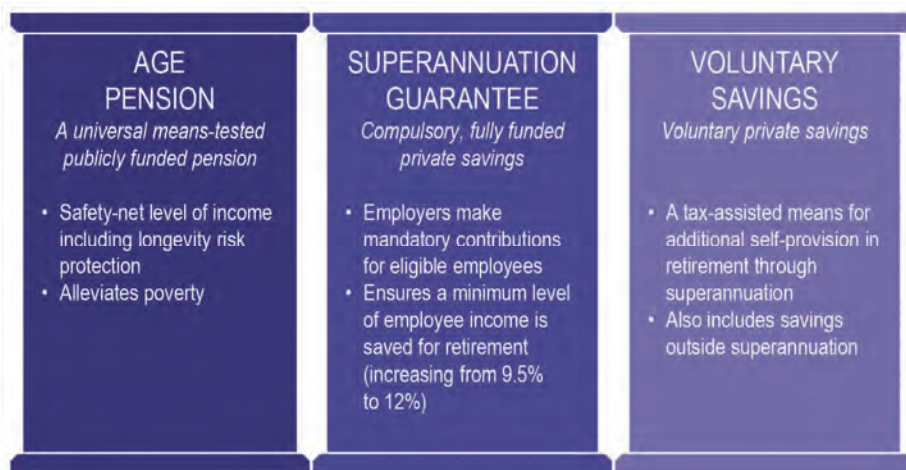 AGE
PENSION
A universal means-tested
publicly funded pension
• Safety-net level of income
including longevity risk
protection
• Alleviates poverty
SUPERANNUATION
GUARANTEE
Compulsory, fully funded
private savings
• Employers make
mandatory contributions
for eligible employees
• Ensures a minimum level
of employee income is
saved for retirement
(increasing from 9.5%
to 12%)
VOLUNTARY
SAVINGS
Voluntary private savings
• A tax-assisted means for
additional self-provision in
retirement through
superannuation
• Also includes savings
outside superannuation